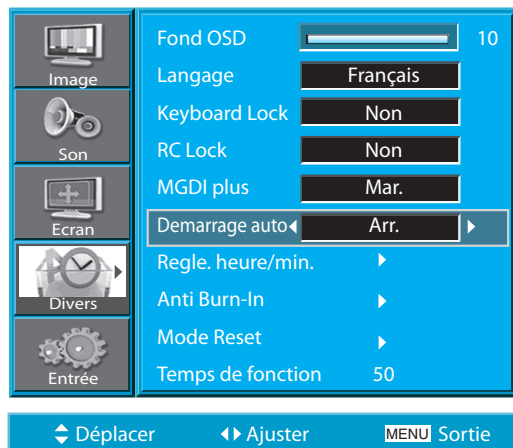 Image
Son
Ecran
Divers
Entrée
Fond OSD 10
Langage Français
Keyboard Lock Non
RC Lock Non
MGDI plus Mar.
Demarrage auto Arr.
Regle. heure/min.
Anti Burn-In
Mode Reset
Temps de fonction 50
Déplacer Ajuster MENU Sortie